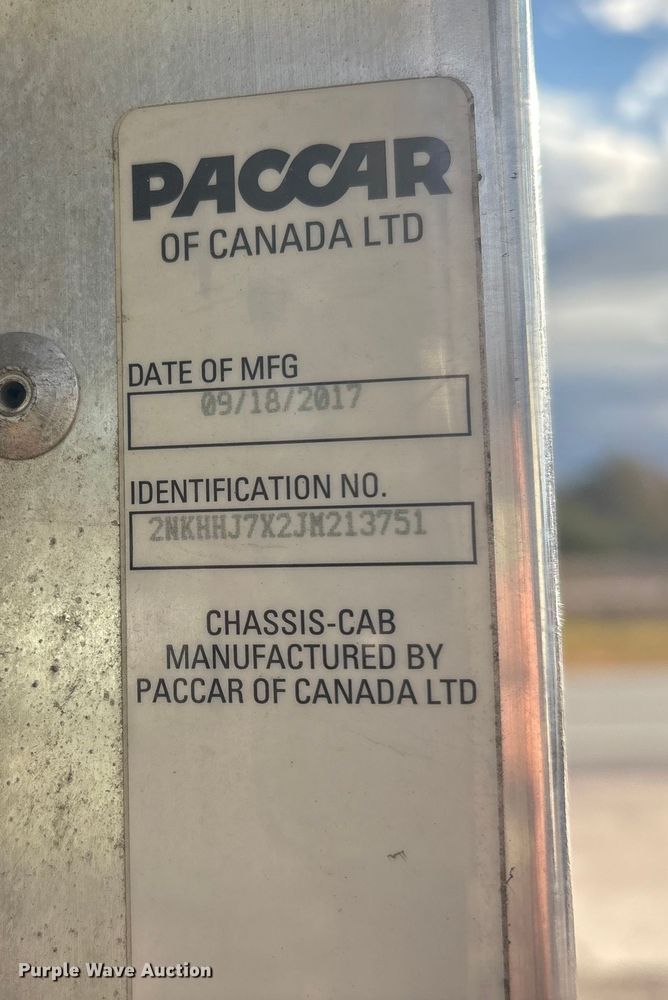 PACCAR
OF CANADA LTD
DATE OF MFG
09/18/2017
IDENTIFICATION NO.
2NKHHJ7X2JM213751
CHASSIS-CAB
MANUFACTURED BY
PACCAR OF CANADA LTD
Purple Wave Auction